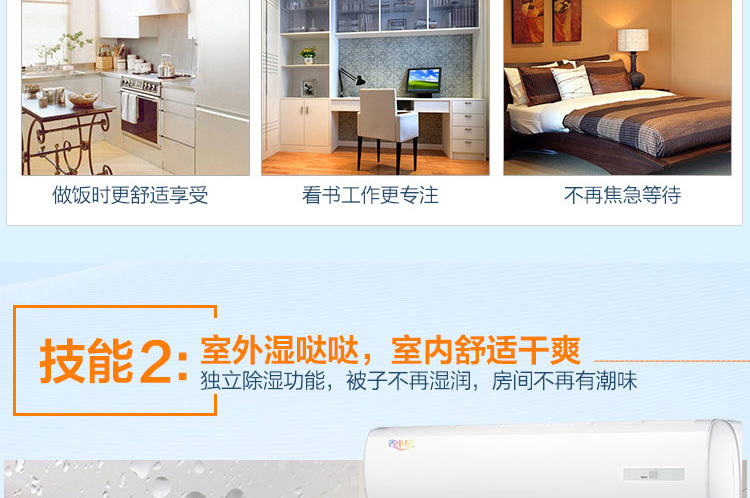 做饭时更舒适享受
看书工作更专注
不再焦急等待
技能2:
室外湿哒哒，室内舒适干爽
独立除湿功能，被子不再湿润，房间不再有潮味